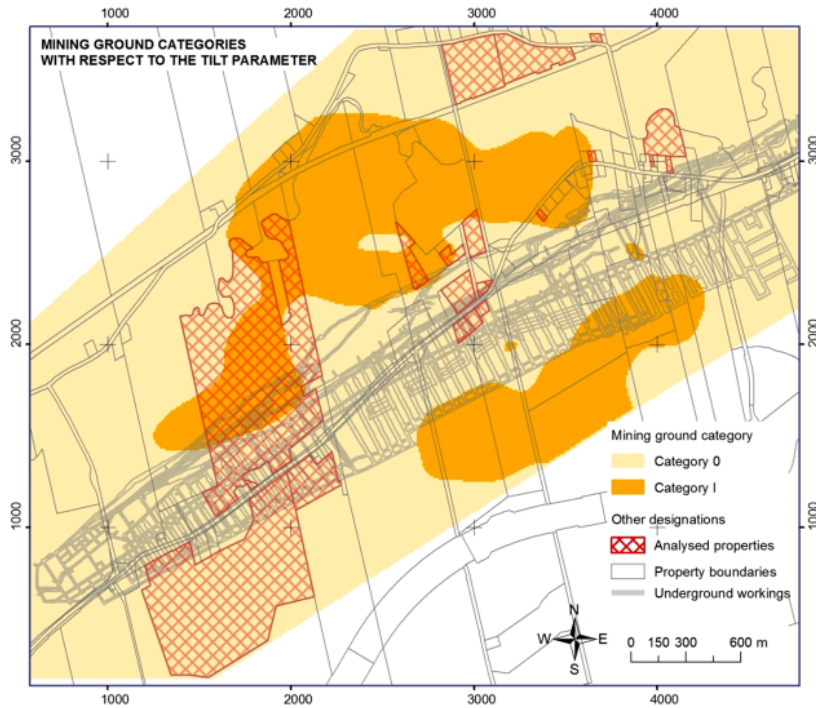 1000 2000 3000 4000
MINING GROUND CATEGORIES
WITH RESPECT TO THE TILT PARAMETER
3000 3000
2000 2000
Mining ground category
Category 0
Category I
1000 1000
Other designations
Analysed properties
Property boundaries
Underground workings
N
W E
S
0 150 300 600 m
1000 2000 3000 4000